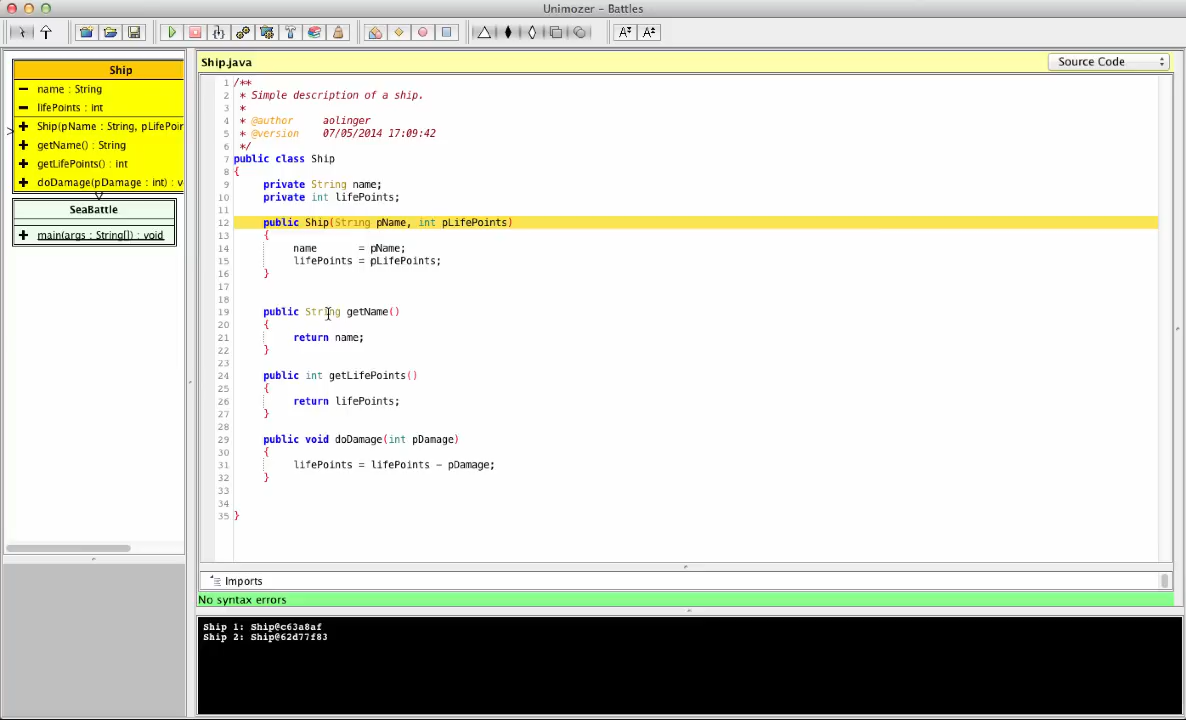 Unimozer – Battles
Ship
name : String
lifePoints : int
Ship(pName : String, pLifePoin
getName() : String
getLifePoints() : int
doDamage(pDamage : int) : v
SeaBattle
main(args : String[]) : void
Ship.java
Source Code
1 /**
2 * Simple description of a ship.
3 *
4 * @author aolinger
5 * @version 07/05/2014 17:09:42
6 */
7 public class Ship
8 {
9 private String name;
10 private int lifePoints;
11
12 public Ship(String pName, int pLifePoints)
13 {
14 name = pName;
15 lifePoints = pLifePoints;
16 }
17
18
19 public String getName()
20 {
21 return name;
22 }
23
24 public int getLifePoints()
25 {
26 return lifePoints;
27 }
28
29 public void doDamage(int pDamage)
30 {
31 lifePoints = lifePoints - pDamage;
32 }
33
34
35 }
Imports
No syntax errors
Ship 1: Ship@c63a8af
Ship 2: Ship@62d77f83